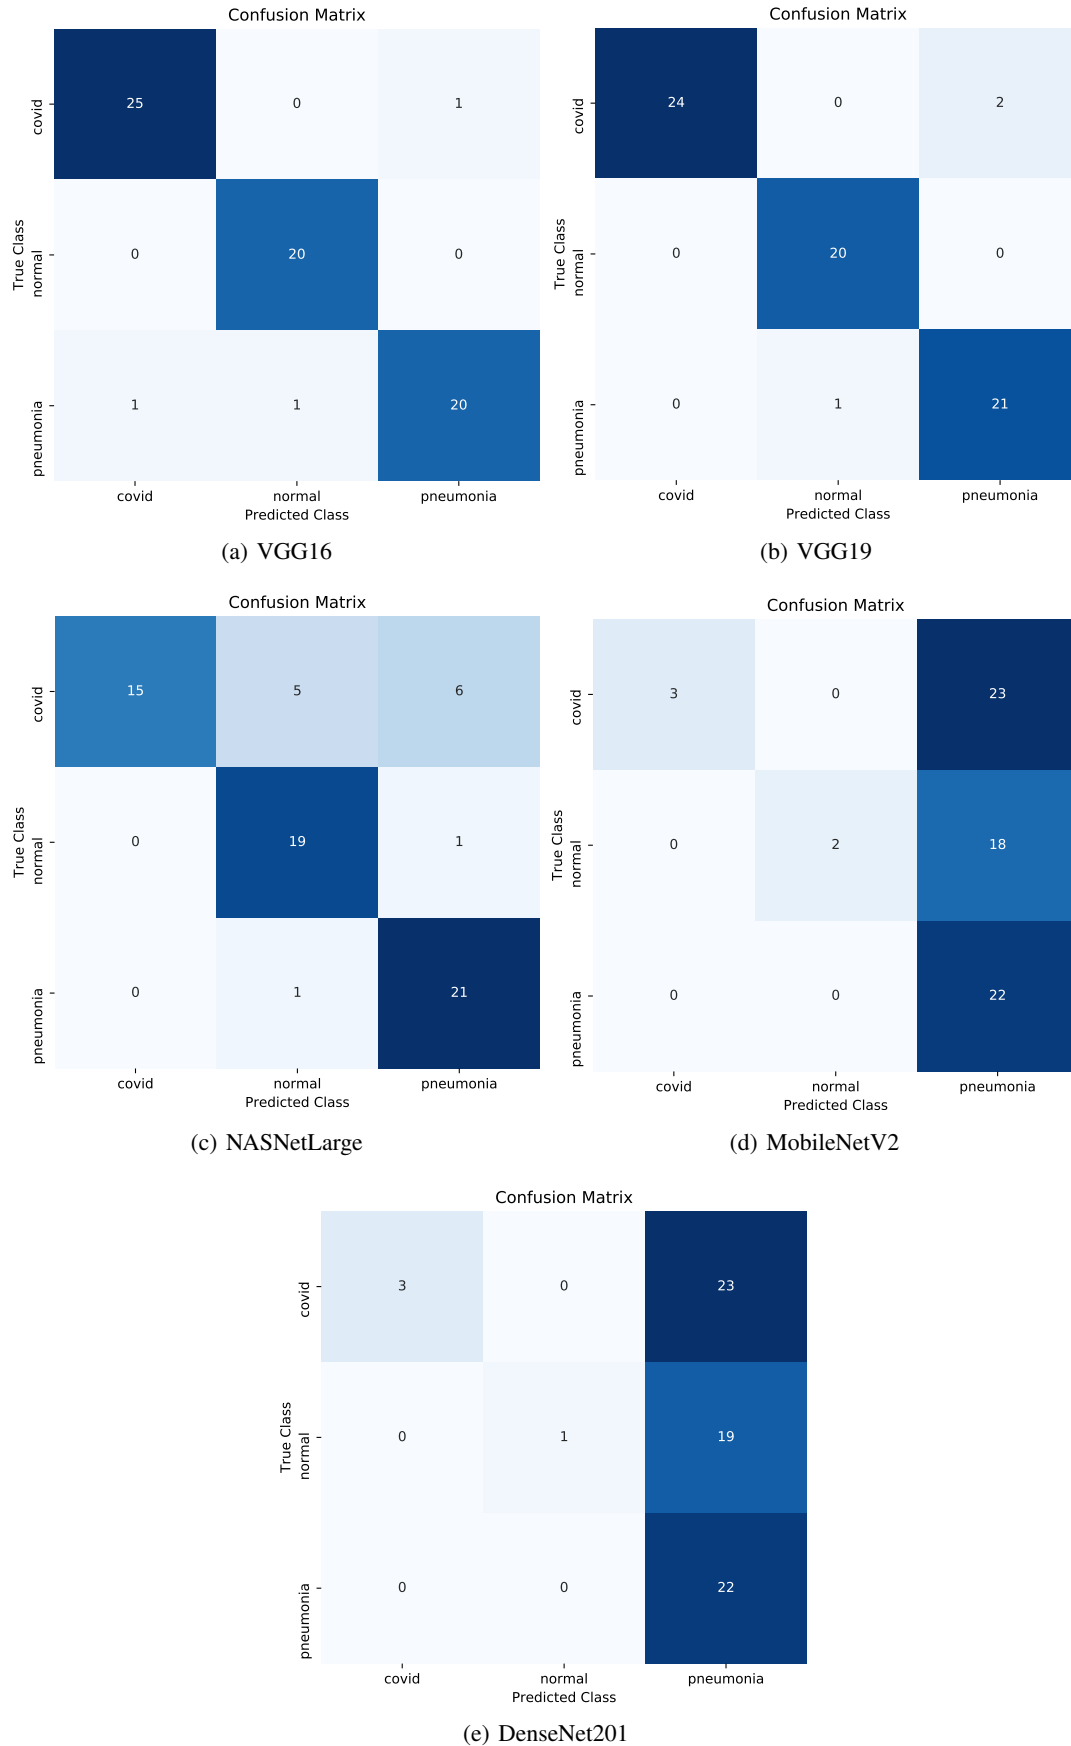 Confusion Matrix
covid 25 0 1
True Class
normal 0 20 0
pneumonia 1 1 20
covid normal pneumonia
Predicted Class
(a) VGG16
Confusion Matrix
covid 24 0 2
True Class
normal 0 20 0
pneumonia 0 1 21
covid normal pneumonia
Predicted Class
(b) VGG19
Confusion Matrix
covid 15 5 6
True Class
normal 0 19 1
pneumonia 0 1 21
covid normal pneumonia
Predicted Class
(c) NASNetLarge
Confusion Matrix
covid 3 0 23
True Class
normal 0 2 18
pneumonia 0 0 22
covid normal pneumonia
Predicted Class
(d) MobileNetV2
Confusion Matrix
covid 3 0 23
True Class
normal 0 1 19
pneumonia 0 0 22
covid normal pneumonia
Predicted Class
(e) DenseNet201